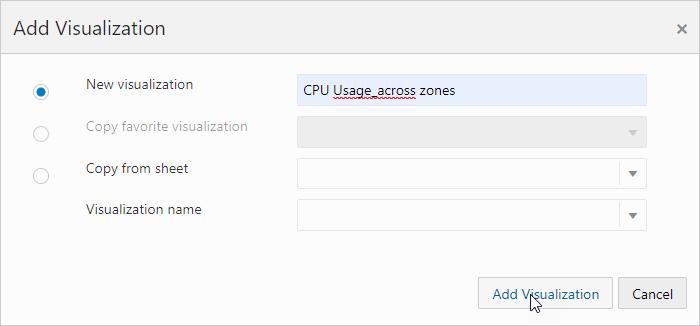 Add Visualization
New visualization
CPU Usage_across zones
Copy favorite visualization
Copy from sheet
Visualization name
Add Visualization
Cancel